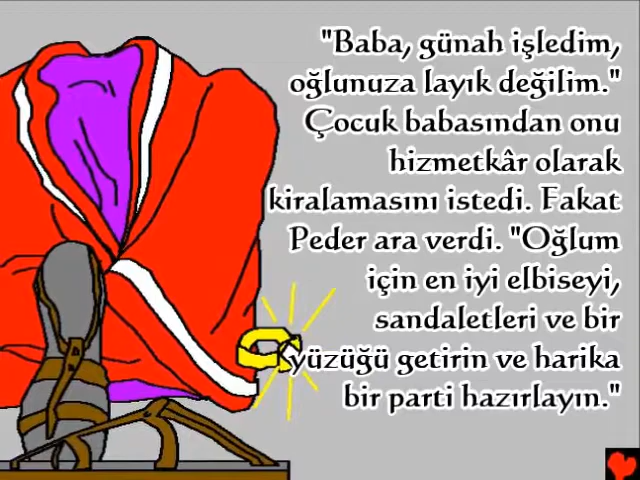 "Baba, günah işledim,
oğlunuza layık değilim."
Çocuk babasından onu
hizmetkâr olarak
kiralamasını istedi. Fakat
Peder ara verdi. "Oğlum
için en iyi elbiseyi,
sandaletleri ve bir
yüzüğü getirin ve harika
bir parti hazırlayın."